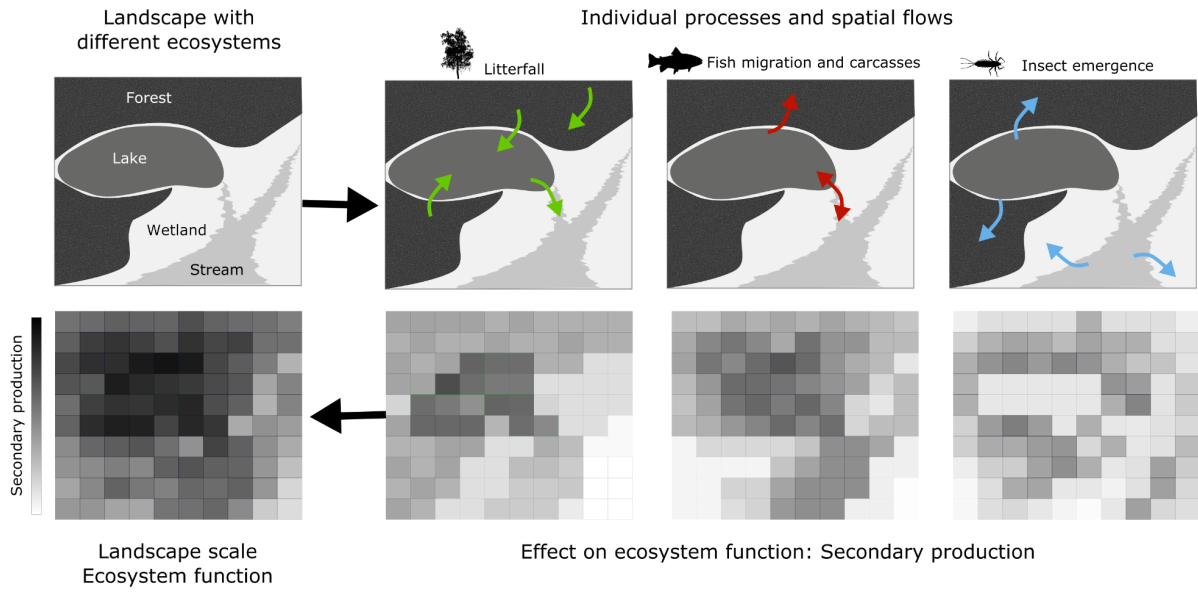 Landscape with
different ecosystems
Individual processes and spatial flows
Litterfall
Fish migration and carcasses
Insect emergence
Forest
Lake
Wetland
Stream
Secondary production
Landscape scale
Ecosystem function
Effect on ecosystem function: Secondary production